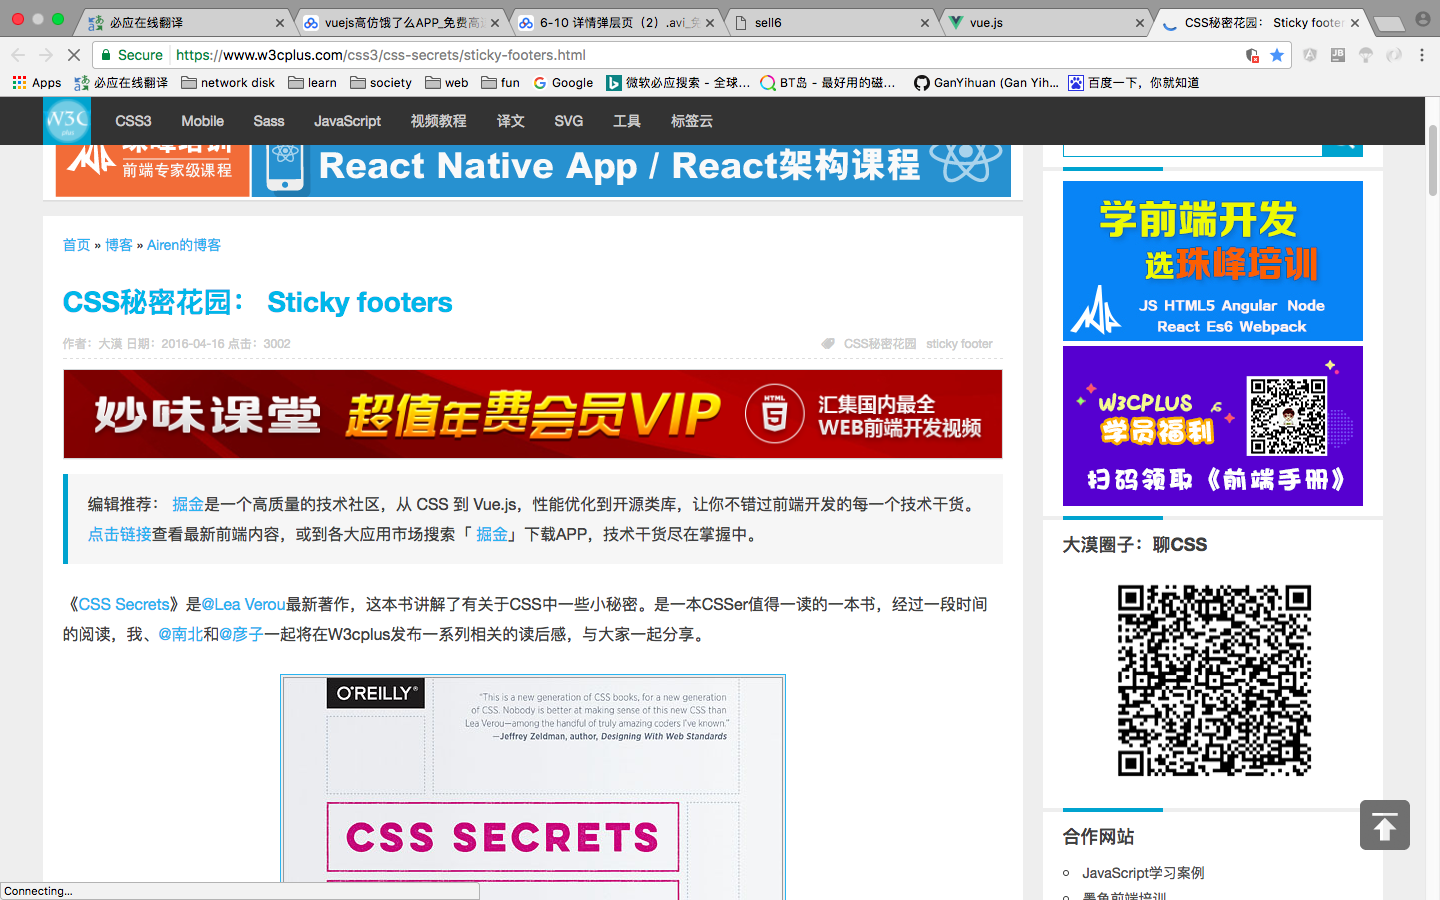 必应在线翻译
vuejs高仿饿了么APP_免费高
6-10 详情弹层页（2）.avi_免
sell6
vue.js
CSS秘密花园： Sticky footer
Secure
https://www.w3cplus.com/css3/css-secrets/sticky-footers.html
Apps
必应在线翻译
network disk
learn
society
web
fun
Google
微软必应搜索 - 全球...
BT岛 - 最好用的磁...
GanYihuan (Gan Yih...
百度一下，你就知道
W3C
plus
CSS3
Mobile
Sass
JavaScript
视频教程
译文
SVG
工具
标签云
珠峰培训
前端专家级课程
React Native App / React架构课程
首页 » 博客 » Airen的博客
CSS秘密花园： Sticky footers
作者：大漠 日期：2016-04-16 点击：3002
CSS秘密花园 sticky footer
妙味课堂
超值年费会员VIP
HTML
5
汇集国内最全
WEB前端开发视频
编辑推荐： 掘金是一个高质量的技术社区，从 CSS 到 Vue.js，性能优化到开源类库，让你不错过前端开发的每一个技术干货。
点击链接查看最新前端内容，或到各大应用市场搜索「 掘金」下载APP，技术干货尽在掌握中。
《CSS Secrets》是@Lea Verou最新著作，这本书讲解了有关于CSS中一些小秘密。是一本CSSer值得一读的一本书，经过一段时间
的阅读，我、@南北和@彦子一起将在W3cplus发布一系列相关的读后感，与大家一起分享。
O'REILLY®
“This is a new generation of CSS books, for a new generation
of CSS. Nobody is better at making sense of this new CSS than
Lea Verou—among the handful of truly amazing coders I’ve known.”
—Jeffrey Zeldman, author, Designing With Web Standards
CSS SECRETS
学前端开发
选珠峰培训
JS HTML5 Angular Node
React Es6 Webpack
W3CPLUS
学员福利
扫码领取《前端手册》
大漠圈子：聊CSS
合作网站
JavaScript学习案例
墨鱼前端培训
Connecting...